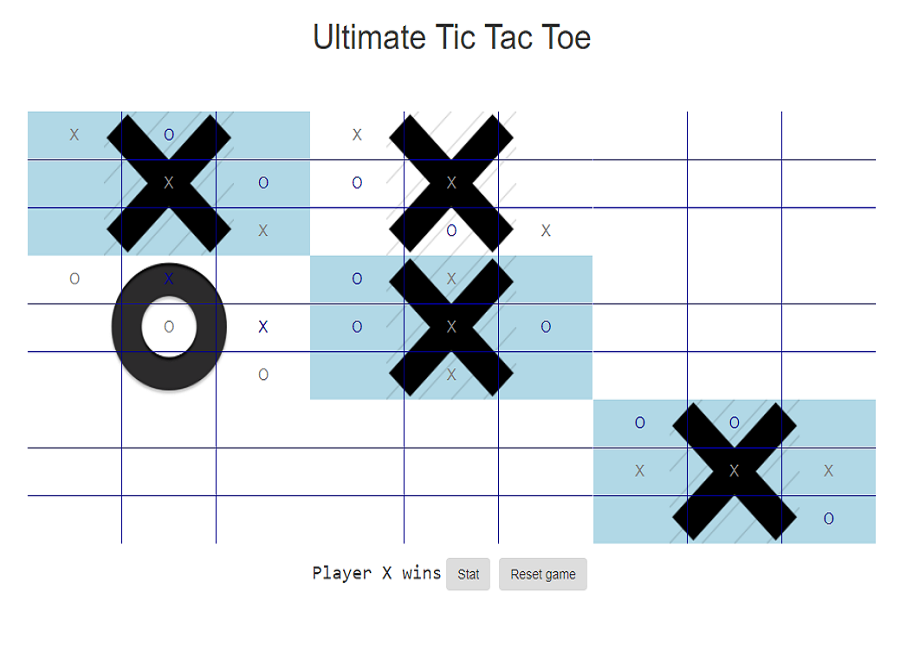 Ultimate Tic Tac Toe
X O X
X O O X
X O X
O X O X
O X O X O
O X
O O
X X X
O
Player X wins Stat Reset game